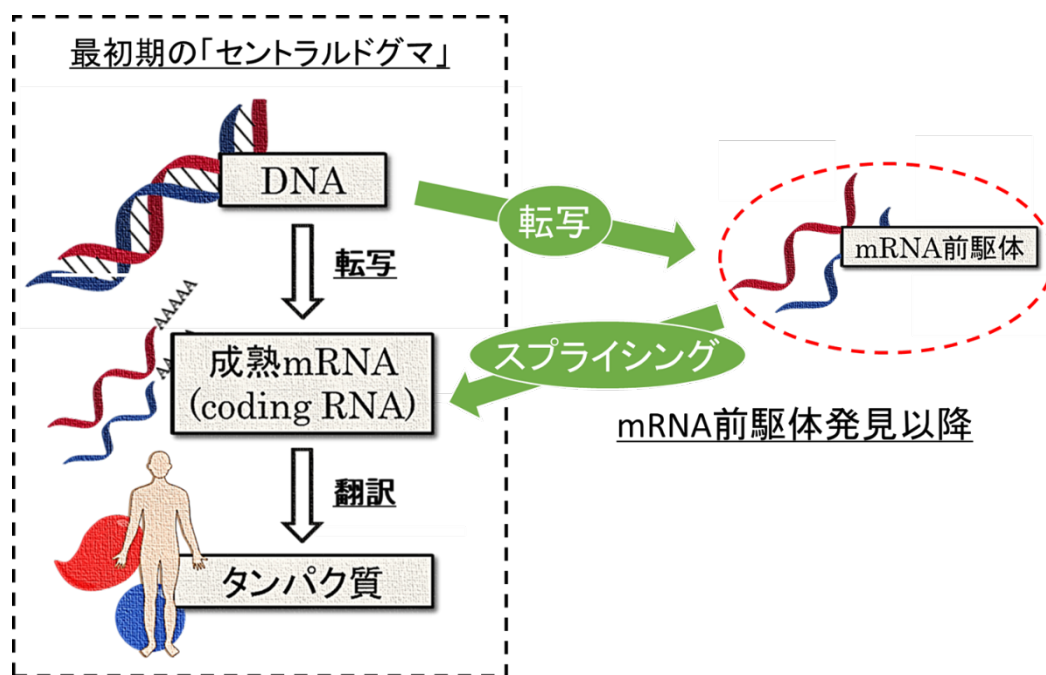 最初期の「セントラルドグマ」
DNA
転写
AAAAA
成熟mRNA
(coding RNA)
翻訳
タンパク質
転写
mRNA前駆体
スプライシング
mRNA前駆体発見以降